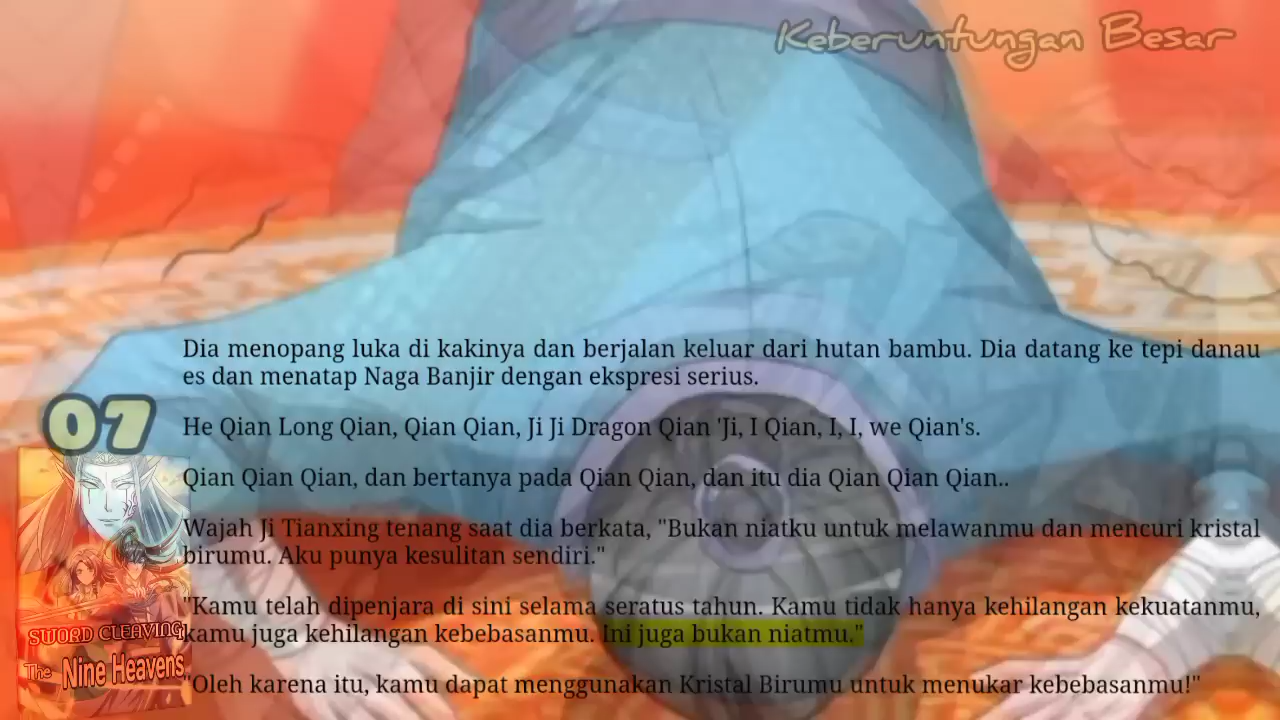 Keberuntungan Besar
Dia menopang luka di kakinya dan berjalan keluar dari hutan bambu. Dia datang ke tepi danau
es dan menatap Naga Banjir dengan ekspresi serius.
07
He Qian Long Qian, Qian Qian, Ji Ji Dragon Qian 'Ji, I Qian, I, I, we Qian's.
Qian Qian Qian, dan bertanya pada Qian Qian, dan itu dia Qian Qian Qian..
Wajah Ji Tianxing tenang saat dia berkata, "Bukan niatku untuk melawanmu dan mencuri kristal
birumu. Aku punya kesulitan sendiri."
"Kamu telah dipenjara di sini selama seratus tahun. Kamu tidak hanya kehilangan kekuatanmu,
kamu juga kehilangan kebebasanmu. Ini juga bukan niatmu."
SWORD CLEAVING
The Nine Heavens
"Oleh karena itu, kamu dapat menggunakan Kristal Birumu untuk menukar kebebasanmu!"